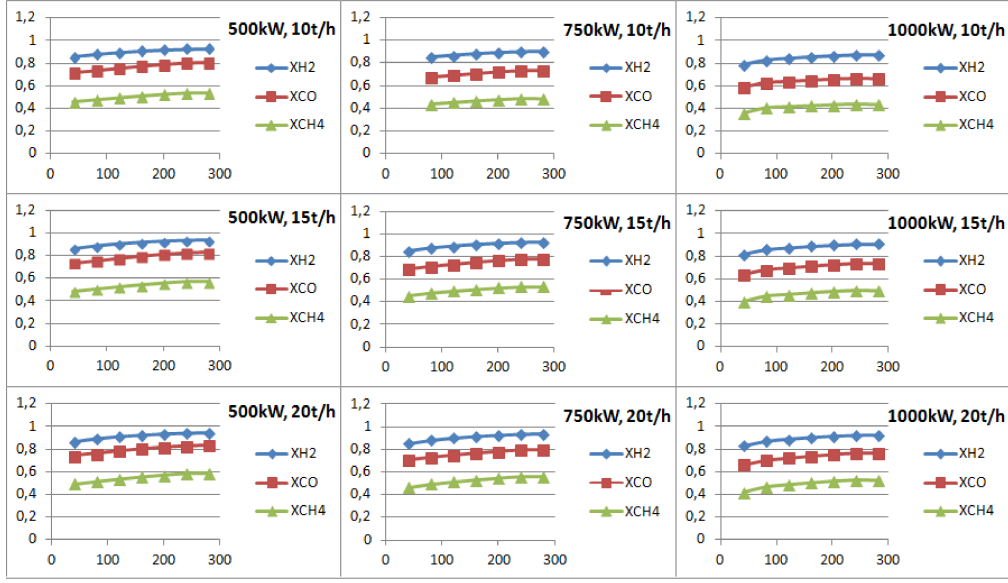 500kW, 10t/h
1,2
1
0,8
0,6
0,4
0,2
0
0
100
200
300
XH2
XCO
XCH4
750kW, 10t/h
1,2
1
0,8
0,6
0,4
0,2
0
0
100
200
300
XH2
XCO
XCH4
1000kW, 10t/h
1,2
1
0,8
0,6
0,4
0,2
0
0
100
200
300
XH2
XCO
XCH4
500kW, 15t/h
1,2
1
0,8
0,6
0,4
0,2
0
0
100
200
300
XH2
XCO
XCH4
750kW, 15t/h
1,2
1
0,8
0,6
0,4
0,2
0
0
100
200
300
XH2
XCO
XCH4
1000kW, 15t/h
1,2
1
0,8
0,6
0,4
0,2
0
0
100
200
300
XH2
XCO
XCH4
500kW, 20t/h
1,2
1
0,8
0,6
0,4
0,2
0
0
100
200
300
XH2
XCO
XCH4
750kW, 20t/h
1,2
1
0,8
0,6
0,4
0,2
0
0
100
200
300
XH2
XCO
XCH4
1000kW, 20t/h
1,2
1
0,8
0,6
0,4
0,2
0
0
100
200
300
XH2
XCO
XCH4